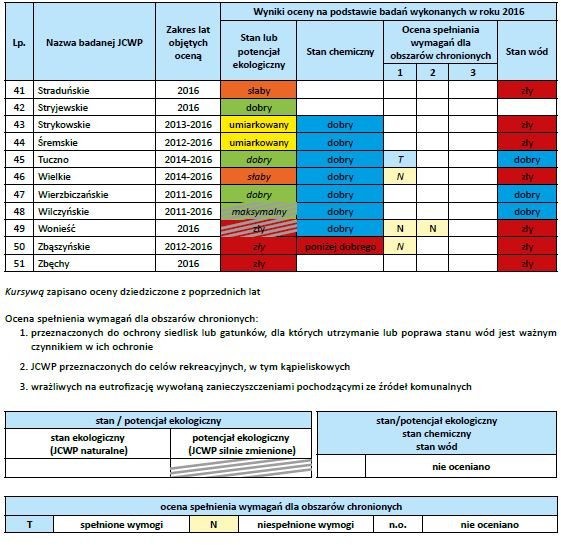 Lp. | Nazwa badanej JCWP | Zakres lat objętych oceną | Wyniki oceny na podstawie badań wykonanych w roku 2016
Stan lub potencjał ekologiczny | Stan chemiczny | Ocena spełniania wymagań dla obszarów chronionych | Stan wód
1 | 2 | 3
41 | Straduńskie | 2016 | słaby | | | | | zły
42 | Stryjewskie | 2016 | dobry | | | | |
43 | Strykowskie | 2013-2016 | umiarkowany | dobry | | | | zły
44 | Śremskie | 2012-2016 | umiarkowany | dobry | | | | zły
45 | Tuczno | 2014-2016 | dobry | dobry | T | | | dobry
46 | Wielkie | 2014-2016 | słaby | dobry | N | | | zły
47 | Wierzbiczańskie | 2011-2016 | dobry | dobry | | | | dobry
48 | Wilczyńskie | 2011-2016 | maksymalny | dobry | | | | dobry
49 | Wonieść | 2016 | zły | dobry | N | N | | zły
50 | Zbąszyńskie | 2012-2016 | zły | poniżej dobrego | N | | | zły
51 | Zbęchy | 2016 | zły | | | | | zły
Kursywą zapisano oceny dziedziczone z poprzednich lat
Ocena spełnienia wymagań dla obszarów chronionych:
1. przeznaczonych do ochrony siedlisk lub gatunków, dla których utrzymanie lub poprawa stanu wód jest ważnym
czynnikiem w ich ochronie
2. JCWP przeznaczonych do celów rekreacyjnych, w tym kąpieliskowych
3. wrażliwych na eutrofizację wywołaną zanieczyszczeniami pochodzącymi ze źródeł komunalnych
stan / potencjał ekologiczny
stan ekologiczny (JCWP naturalne) | potencjał ekologiczny (JCWP silnie zmienione)
stan/potencjał ekologiczny
stan chemiczny
stan wód
nie oceniano
ocena spełnienia wymagań dla obszarów chronionych
T | spełnione wymogi | N | niespełnione wymogi | n.o. | nie oceniano